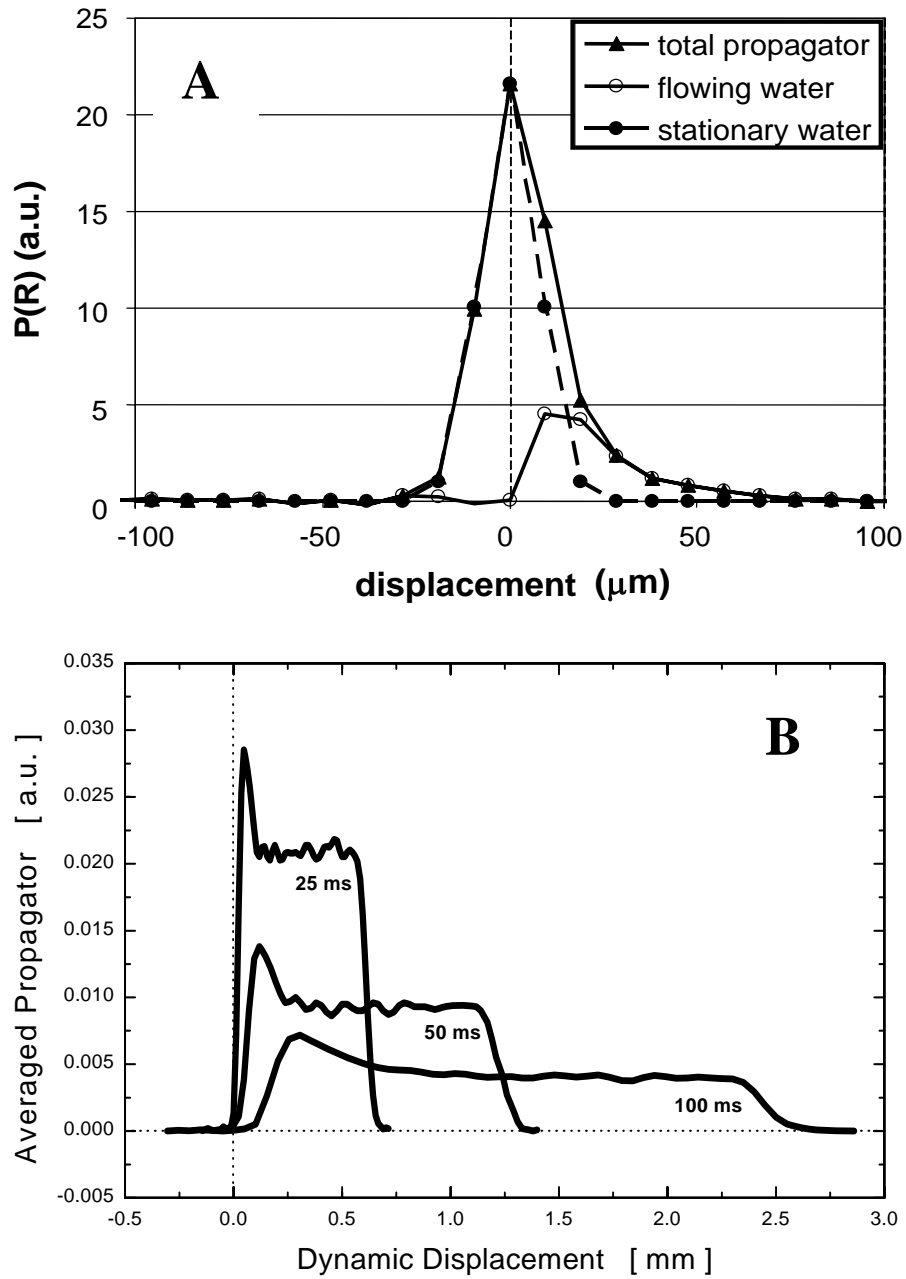 A
total propagator
flowing water
stationary water
P(R) (a.u.)
20
15
10
5
0
-100 -50 0 50 100
displacement (μm)
B
Averaged Propagator [ a.u. ]
0.035
0.030
0.025
0.020
0.015
0.010
0.005
0.000
-0.005
25 ms
50 ms
100 ms
-0.5 0.0 0.5 1.0 1.5 2.0 2.5 3.0
Dynamic Displacement [ mm ]